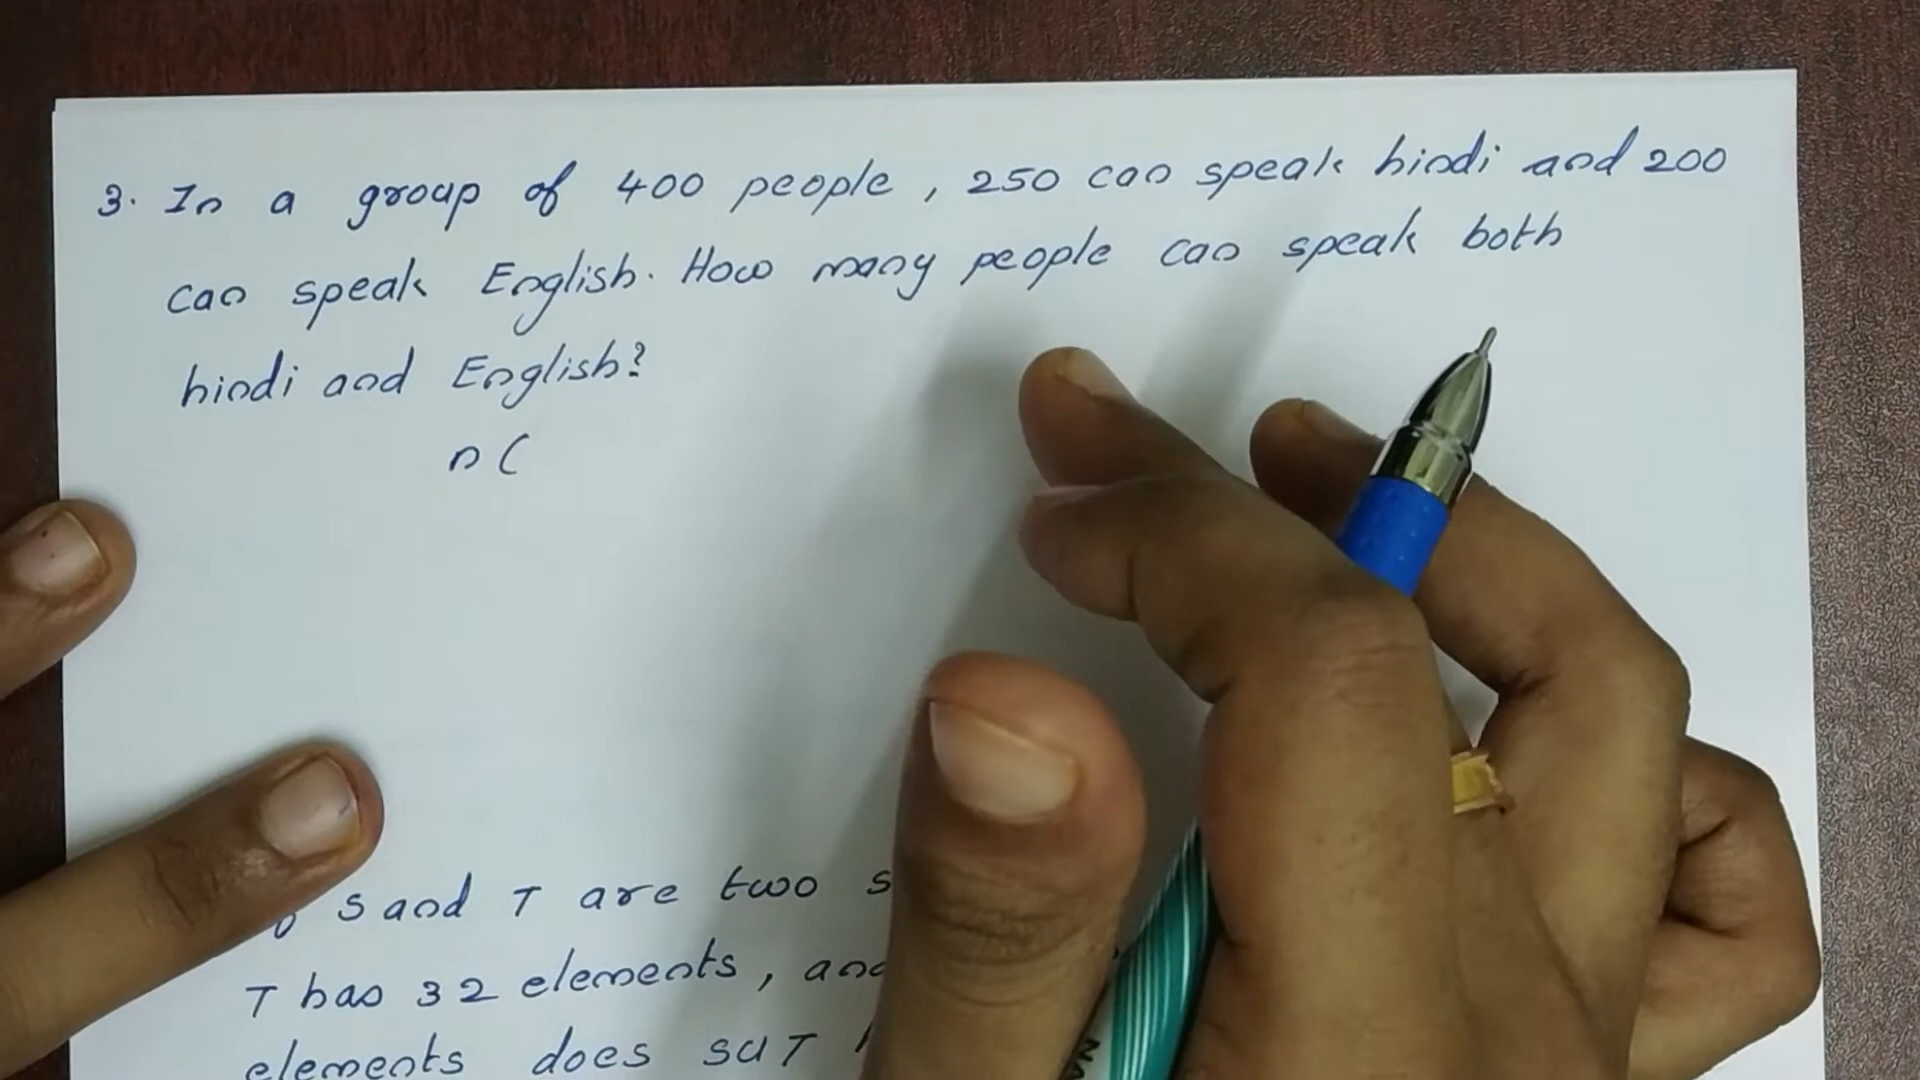 3. In a group of 400 people, 250 can speak hindi and 200
can speak English. How many people can speak both
hindi and English?
n(
S and T are two
T has 32 elements, and
elements does SUT